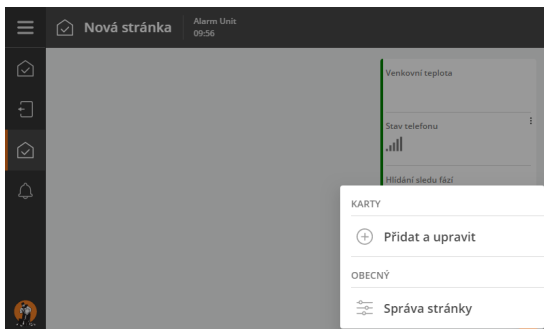 Nová stránka
Alarm Unit
09:56
Venkovní teplota
Stav telefonu
Hlídání sledu fází
KARTY
Přidat a upravit
OBECNÝ
Správa stránky